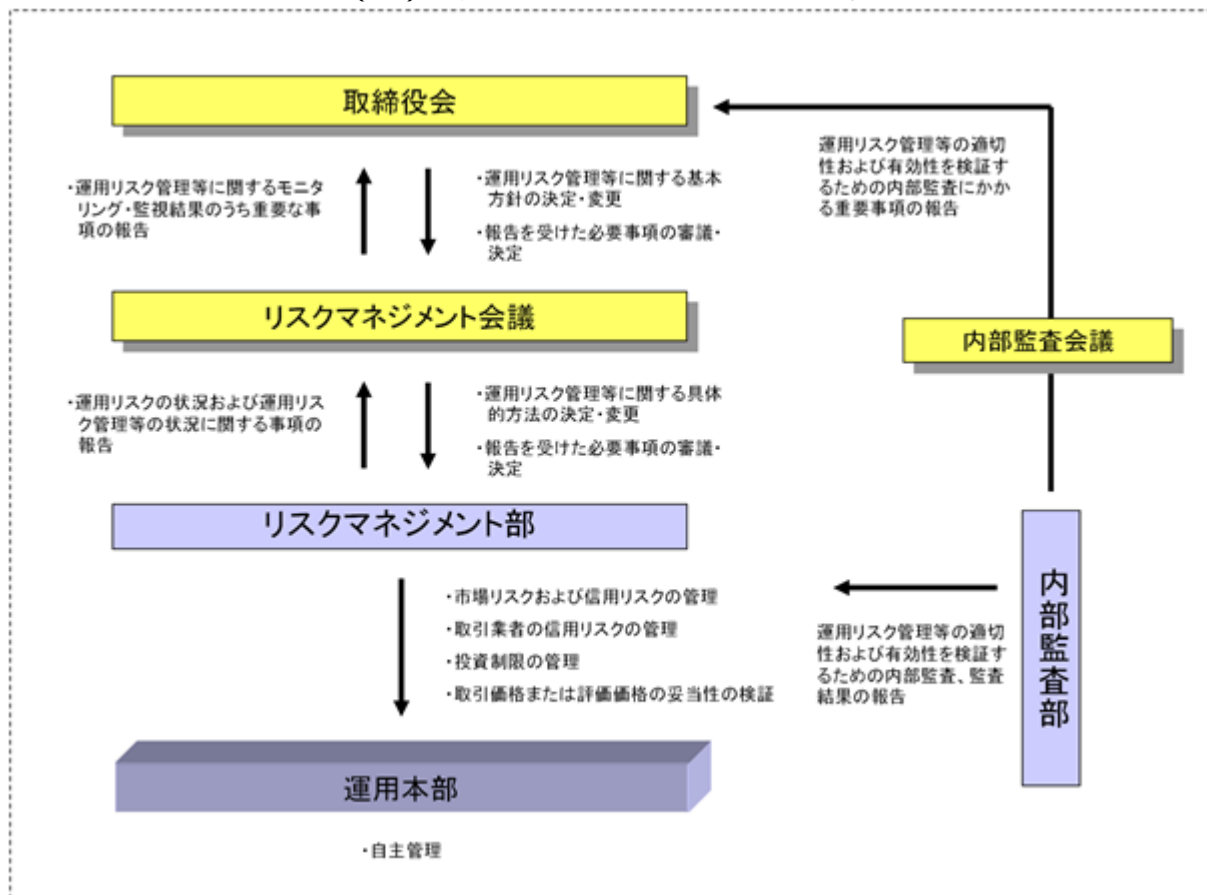 取締役会
・運用リスク管理等に関するモニ
タリング・監視結果のうち重要な事
項の報告
・運用リスク管理等に関する基本
方針の決定・変更
・報告を受けた必要事項の審議・
決定
運用リスク管理等の適切
性および有効性を検証す
るための内部監査にかか
る重要事項の報告
リスクマネジメント会議
内部監査会議
・運用リスクの状況および運用リス
ク管理等の状況に関する事項の
報告
・運用リスク管理等に関する具体
的方法の決定・変更
・報告を受けた必要事項の審議・
決定
リスクマネジメント部
・市場リスクおよび信用リスクの管理
・取引業者の信用リスクの管理
・投資制限の管理
・取引価格または評価価格の妥当性の検証
運用リスク管理等の適切
性および有効性を検証す
るための内部監査、監査
結果の報告
内部監査部
運用本部
・自主管理